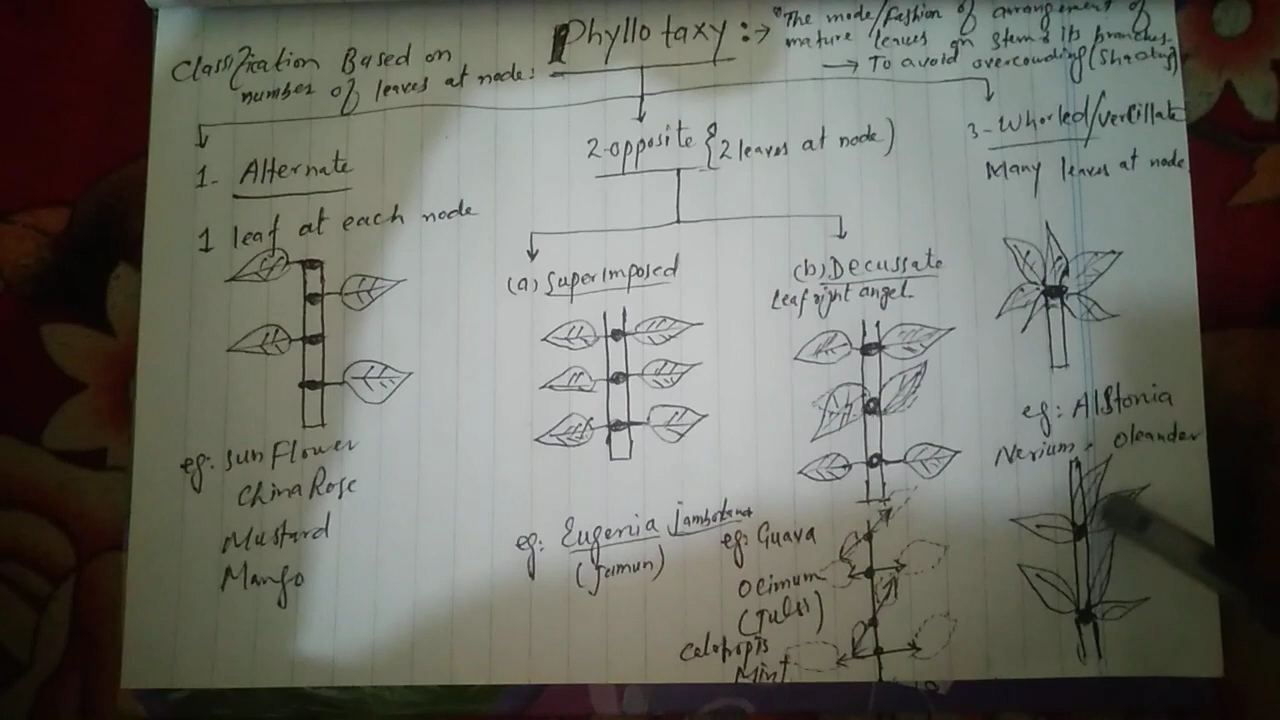 Phyllotaxy :→ "The mode/fashion of arrangement of
mature leaves on stem & its branches
→ To avoid overcrowding (Shading)
Classification Based on
number of leaves at node:
1- Alternate
1 leaf at each node
eg: Sun Flower
China Rose
Mustard
Mango
2-opposite {2 leaves at node)
(a) Superimposed
eg: Eugenia jambolana
(Jamun)
(b) Decussate
Leaf right angel
eg: Guava
Ocimum
(Tulsi)
Calotropis
Mint
3-Whorled/Verticillate
Many leaves at node
eg: Alstonia
Nerium, Oleander